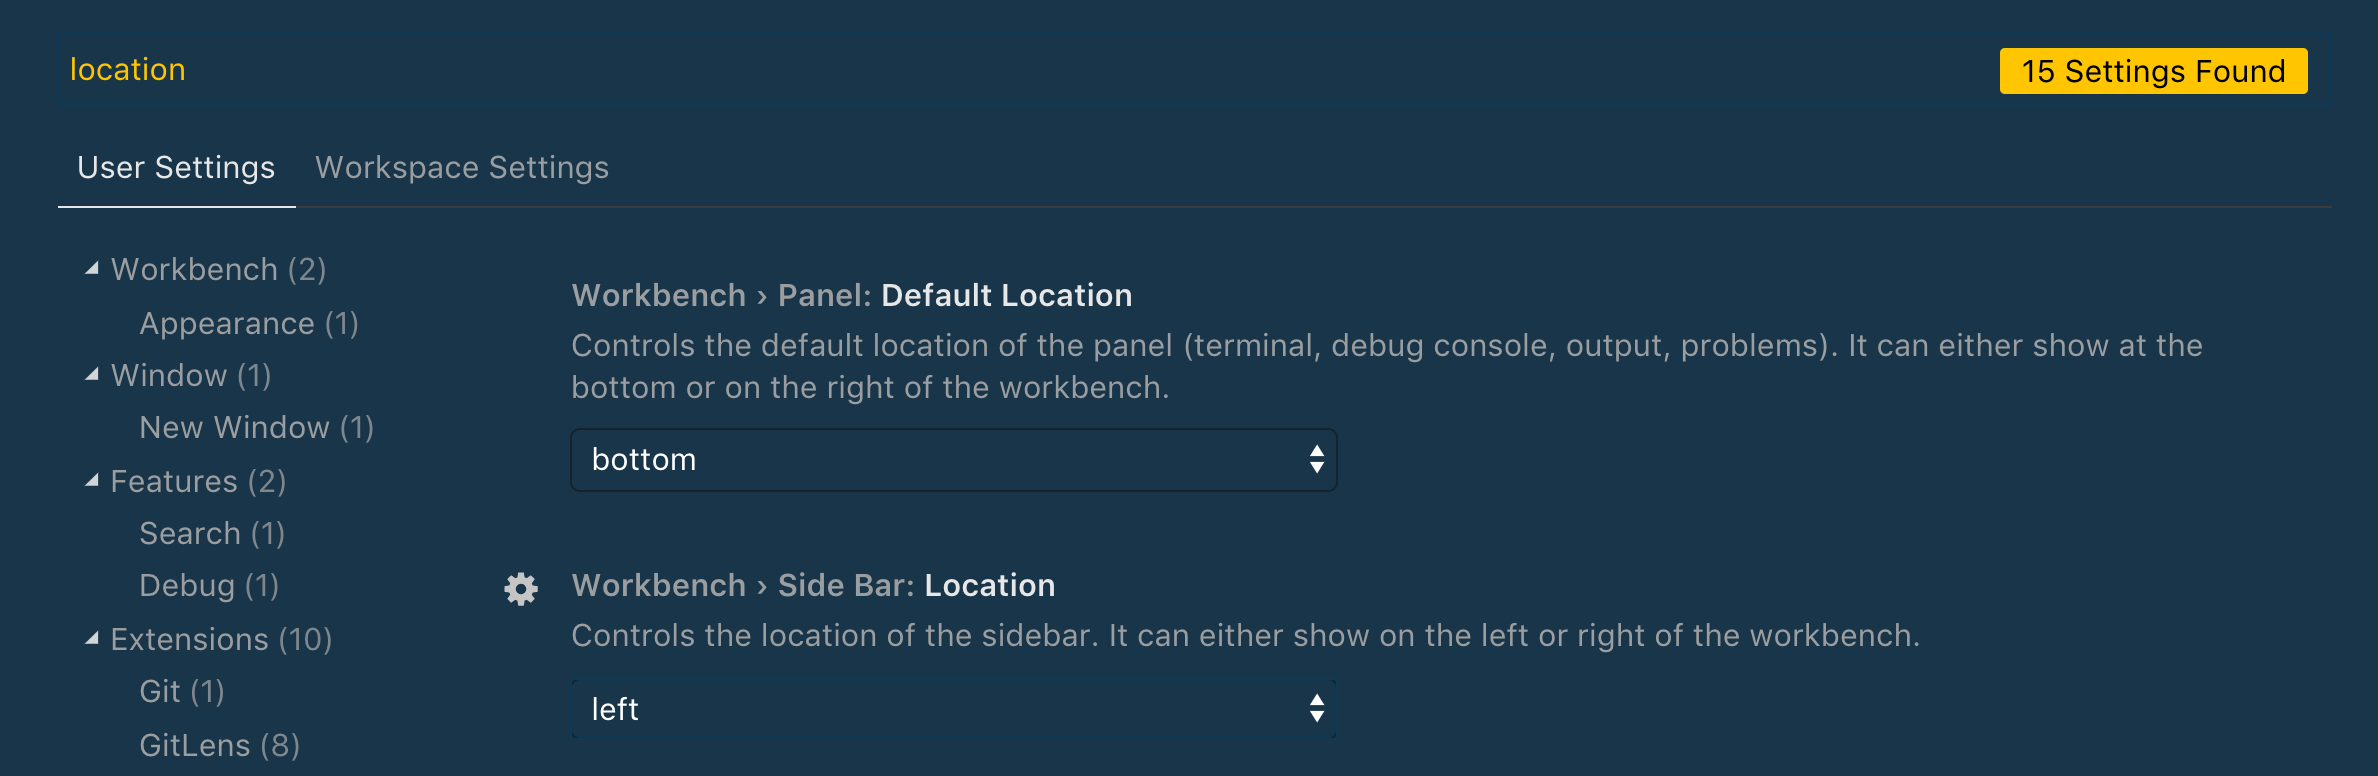 location
15 Settings Found
User Settings
Workspace Settings
Workbench (2)
Appearance (1)
Window (1)
New Window (1)
Features (2)
Search (1)
Debug (1)
Extensions (10)
Git (1)
GitLens (8)
Workbench › Panel: Default Location
Controls the default location of the panel (terminal, debug console, output, problems). It can either show at the
bottom or on the right of the workbench.
bottom
Workbench › Side Bar: Location
Controls the location of the sidebar. It can either show on the left or right of the workbench.
left